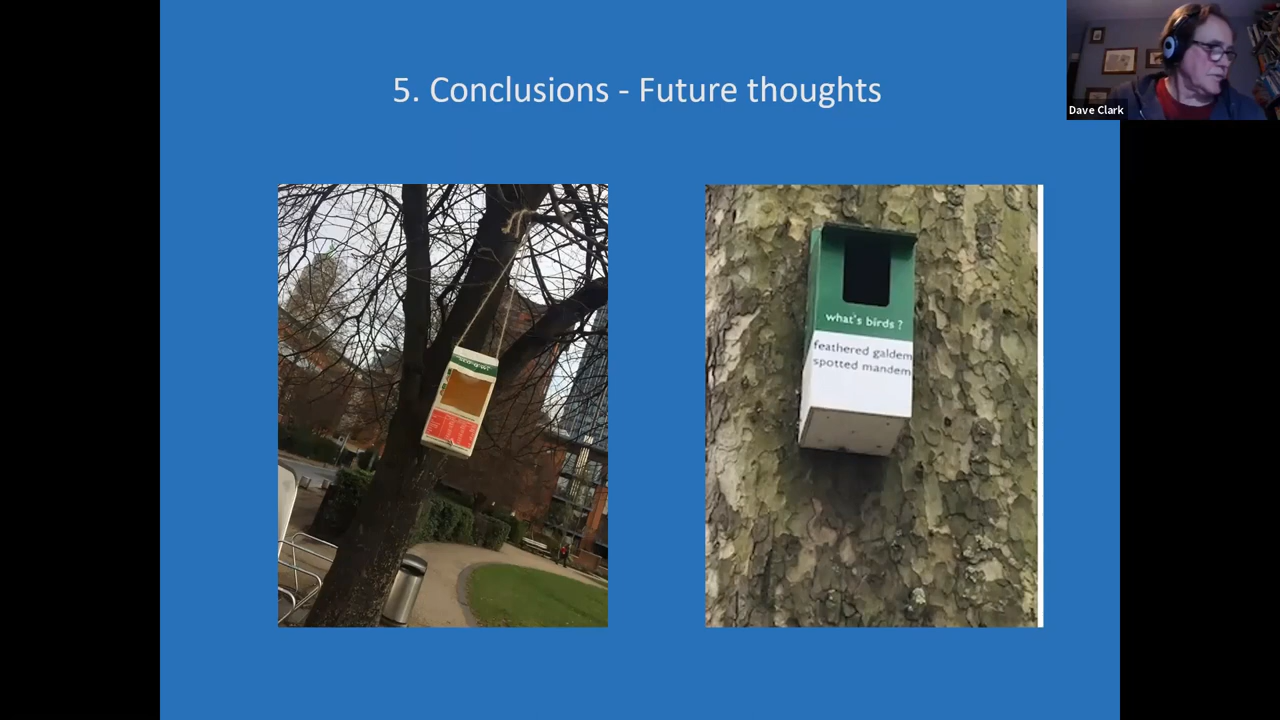 5. Conclusions - Future thoughts
Dave Clark
what's birds ?
feathered galdem
spotted mandem